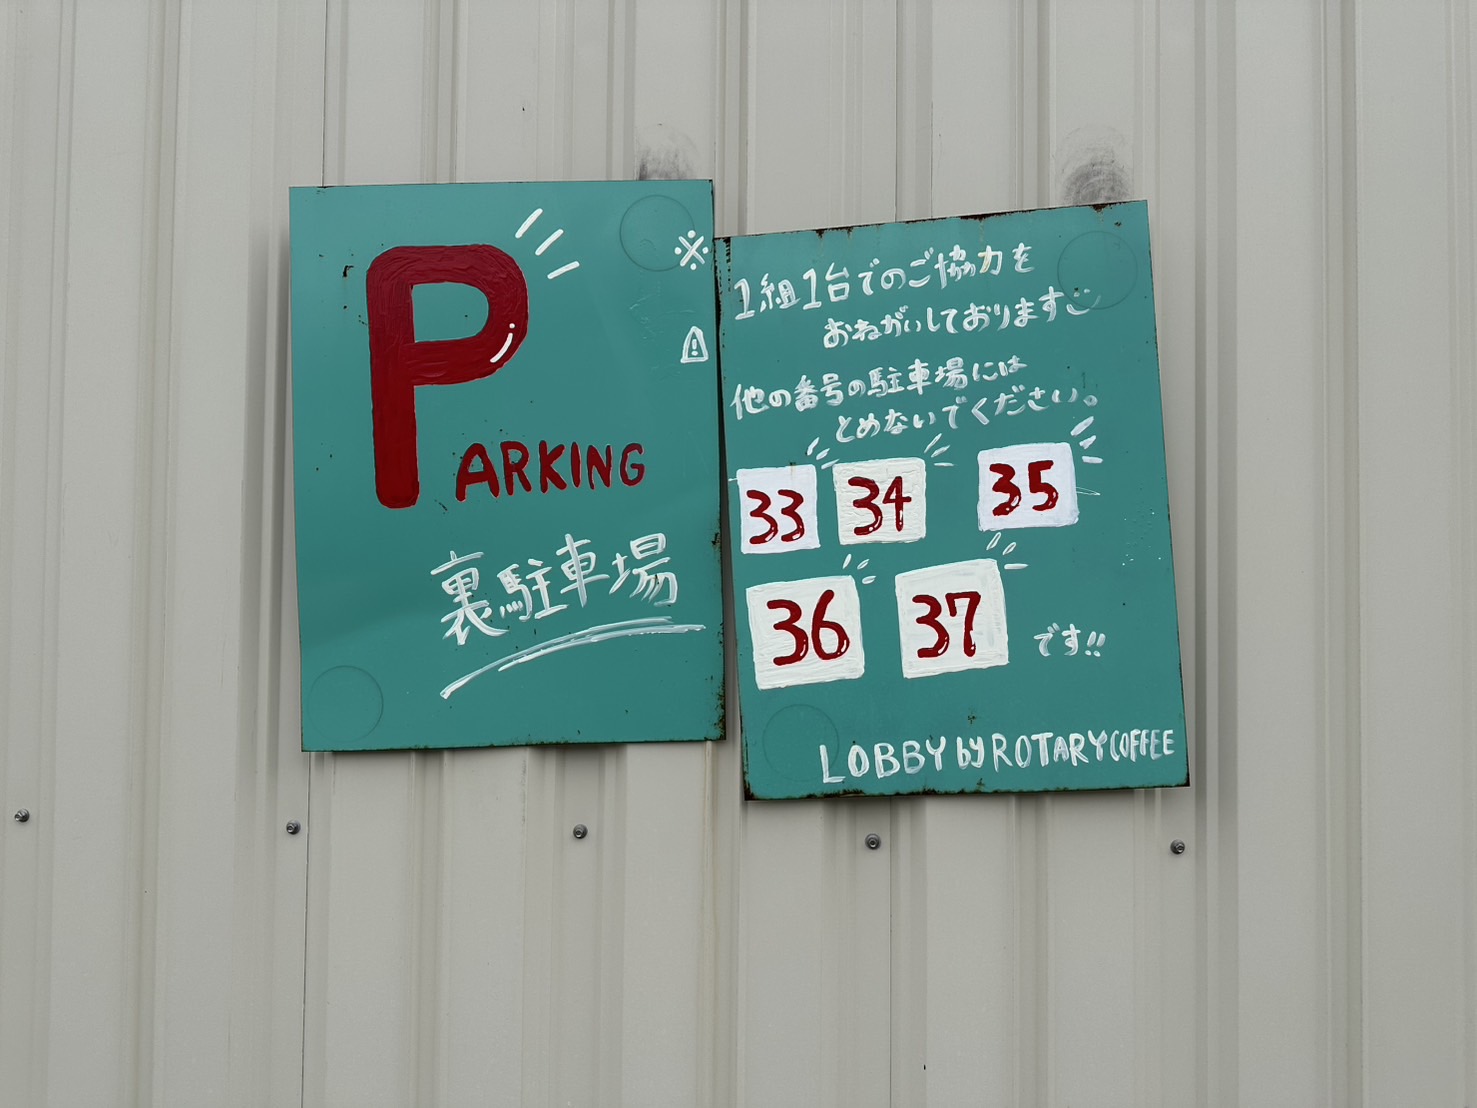 PARKING
裏駐車場
※1組1台でのご協力を
おねがいしております
⚠他の番号の駐車場には
とめないでください。
33 34 35
36 37 です!!
LOBBY by ROTARY COFFEE